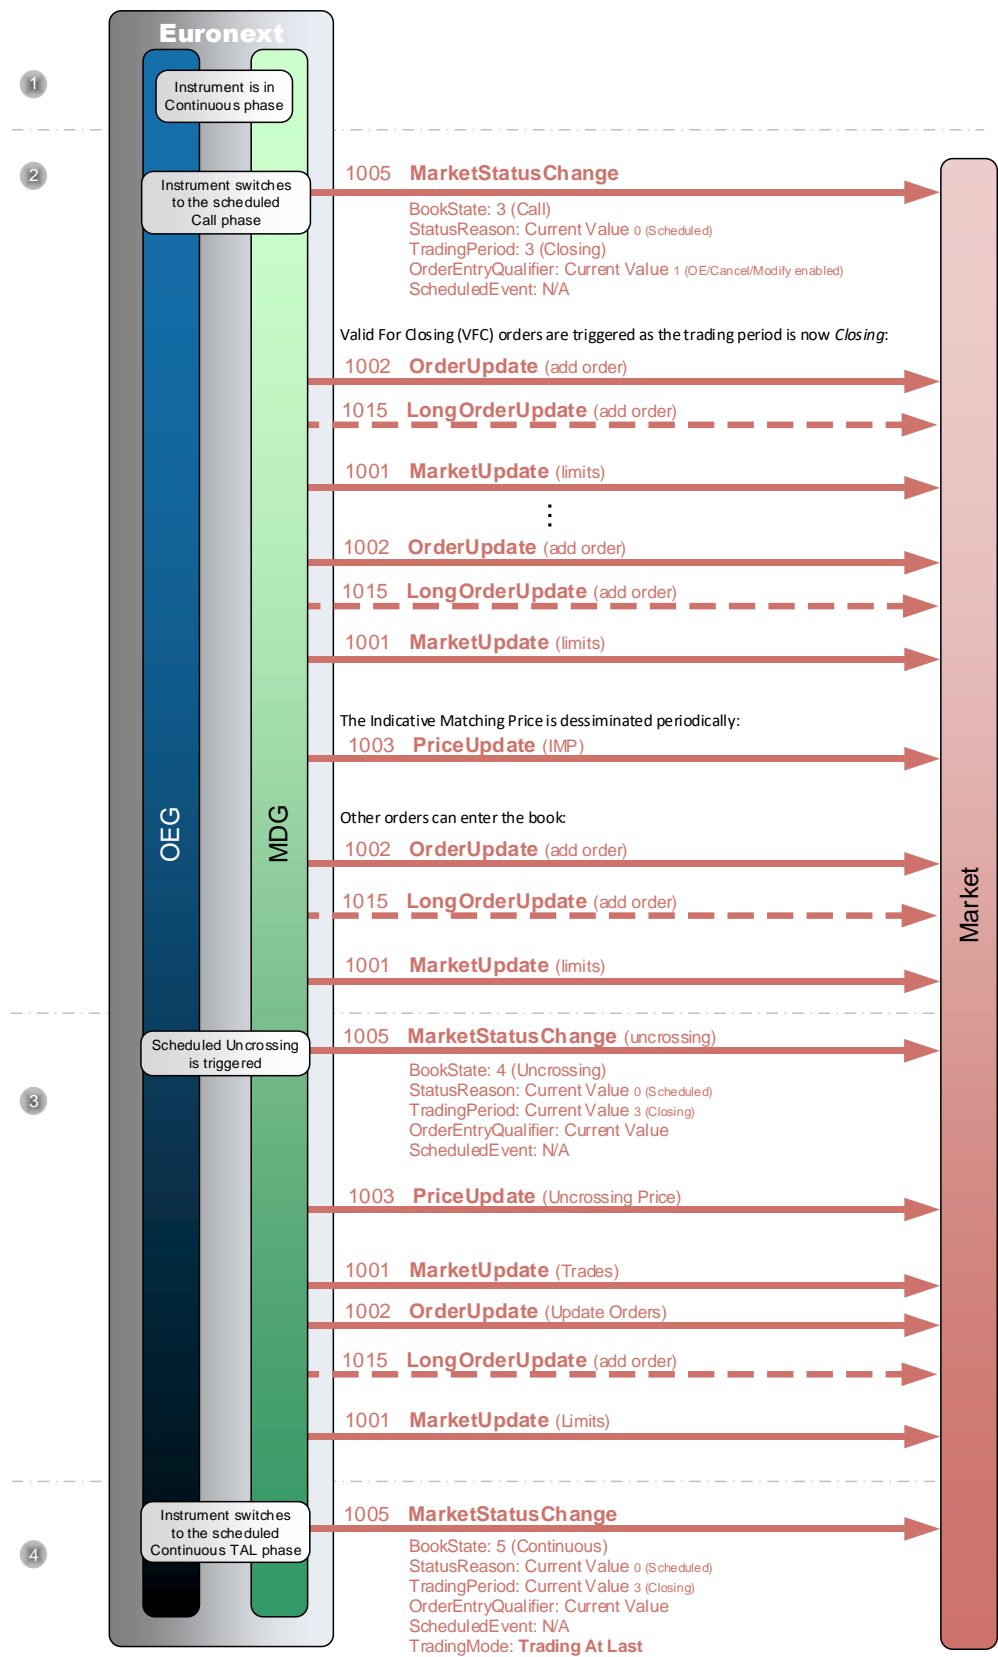 Euronext
1
Instrument is in
Continuous phase
2
Instrument switches
to the scheduled
Call phase
1005 MarketStatusChange
BookState: 3 (Call)
StatusReason: Current Value 0 (Scheduled)
TradingPeriod: 3 (Closing)
OrderEntryQualifier: Current Value 1 (OE/Cancel/Modify enabled)
ScheduledEvent: N/A
Valid For Closing (VFC) orders are triggered as the trading period is now Closing:
1002 OrderUpdate (add order)
1015 LongOrderUpdate (add order)
1001 MarketUpdate (limits)
⋮
1002 OrderUpdate (add order)
1015 LongOrderUpdate (add order)
1001 MarketUpdate (limits)
The Indicative Matching Price is dessiminated periodically:
1003 PriceUpdate (IMP)
OEG
MDG
Other orders can enter the book:
1002 OrderUpdate (add order)
1015 LongOrderUpdate (add order)
Market
1001 MarketUpdate (limits)
3
Scheduled Uncrossing
is triggered
1005 MarketStatusChange (uncrossing)
BookState: 4 (Uncrossing)
StatusReason: Current Value 0 (Scheduled)
TradingPeriod: Current Value 3 (Closing)
OrderEntryQualifier: Current Value
ScheduledEvent: N/A
1003 PriceUpdate (Uncrossing Price)
1001 MarketUpdate (Trades)
1002 OrderUpdate (Update Orders)
1015 LongOrderUpdate (add order)
1001 MarketUpdate (Limits)
4
Instrument switches
to the scheduled
Continuous TAL phase
1005 MarketStatusChange
BookState: 5 (Continuous)
StatusReason: Current Value 0 (Scheduled)
TradingPeriod: Current Value 3 (Closing)
OrderEntryQualifier: Current Value
ScheduledEvent: N/A
TradingMode: Trading At Last